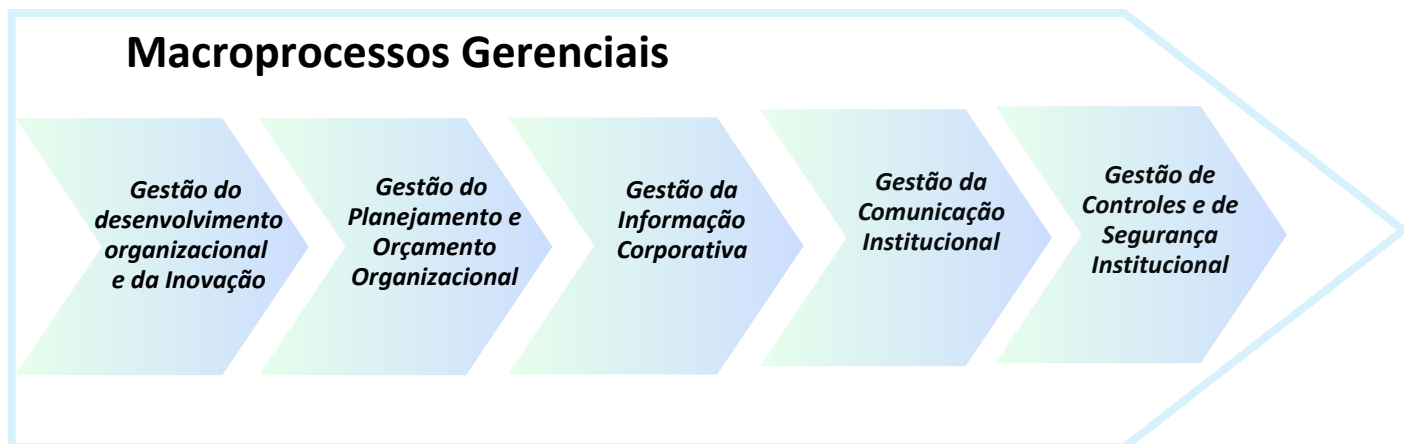 Macroprocessos Gerenciais
Gestão do
desenvolvimento
organizacional
e da Inovação
Gestão do
Planejamento e
Orçamento
Organizacional
Gestão da
Informação
Corporativa
Gestão da
Comunicação
Institucional
Gestão de
Controles e de
Segurança
Institucional